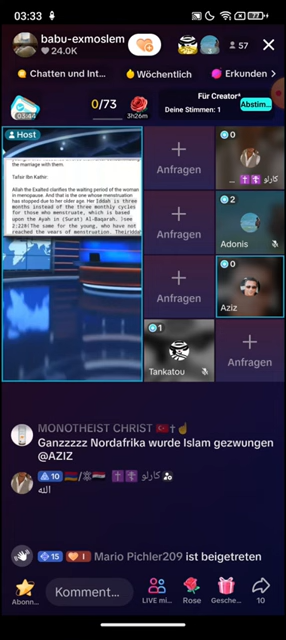 03:33
77
babu-exmoslem
24.0K
57
Chatten und Int...
Wöchentlich
Erkunden
03:44
0/73
3h26m
Für Creator*
Deine Stimmen: 1
Abstim...
Host
the marriage with them.
Tafsir Ibn Kathir:
Allah the Exalted clarifies the waiting period of the woman
in menopause. And that is the one whose menstruation
has stopped due to her older age. Her Iddah is three
months instead of the three monthly cycles
for those who menstruate, which is based
upon the Ayah in (Surat) Al-Baqarah. [see
2:228] The same for the young, who have not
reached the years of menstruation. Their
Anfragen
0
كارلو
Anfragen
2
Adonis
Anfragen
0
Aziz
1
Tankatou
Anfragen
MONOTHEIST CHRIST
Ganzzzzz Nordafrika wurde Islam gezwungen
@AZIZ
10
كارلو
الله
15
I
Mario Pichler209 ist beigetreten
Abonn...
Komment...
LIVE mi...
Rose
Gesche...
10